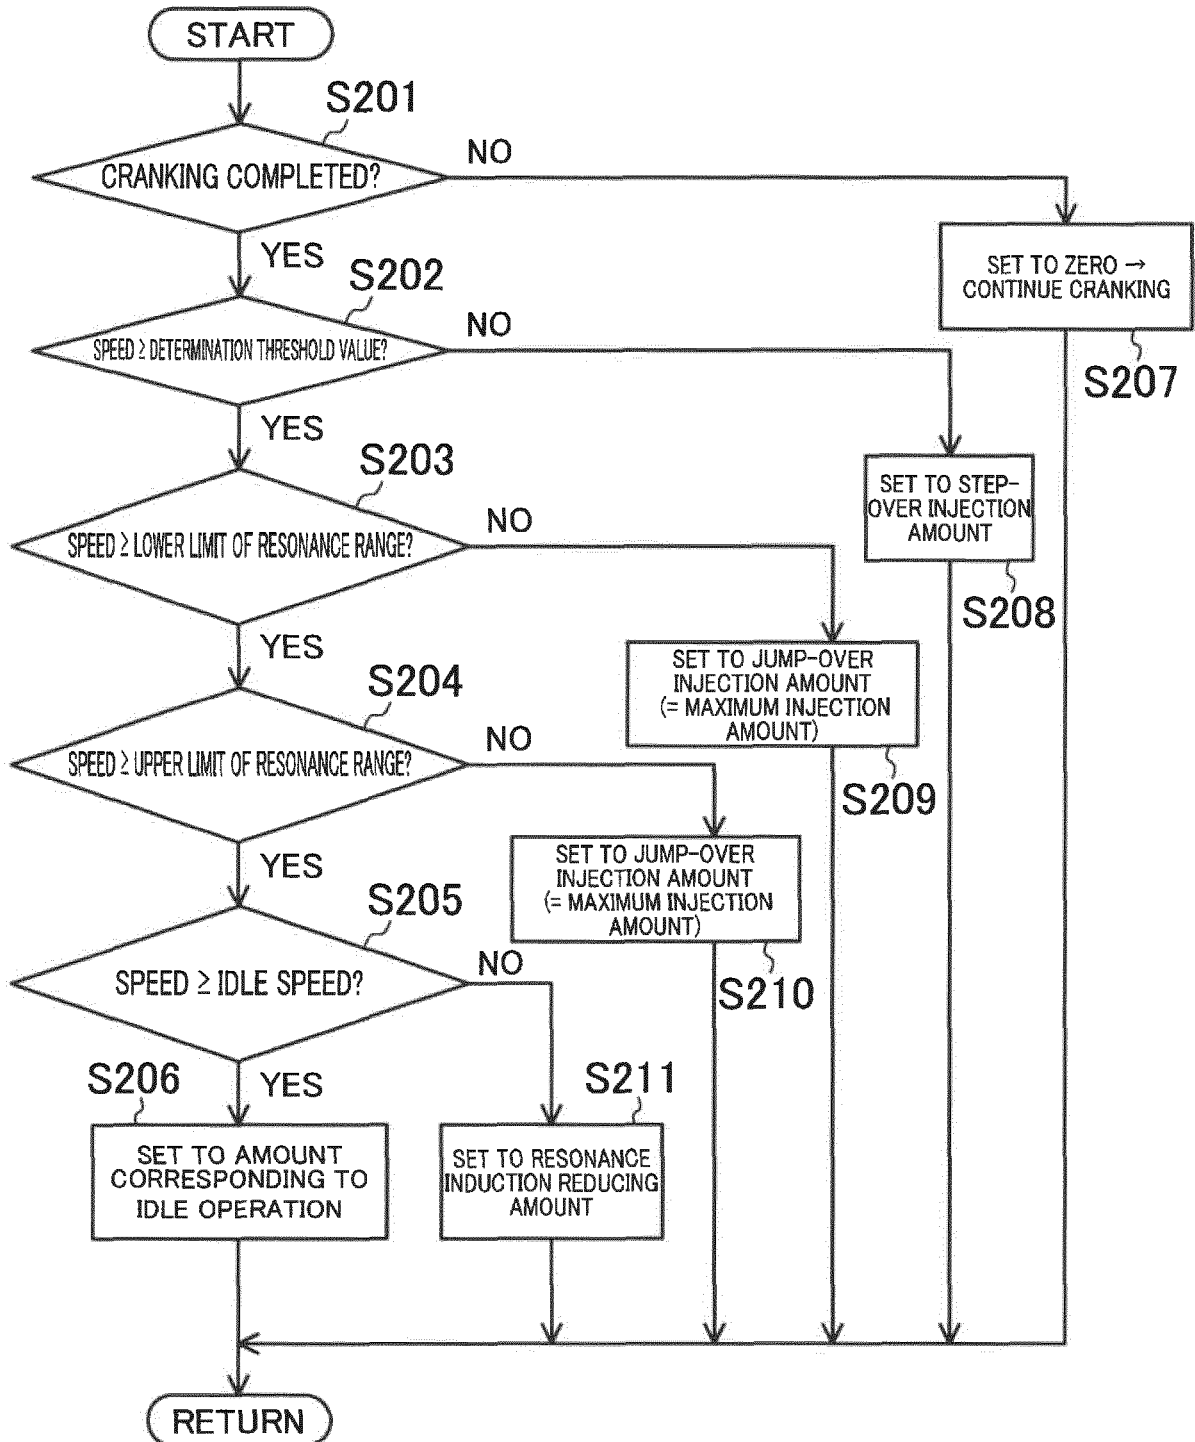 START
S201
CRANKING COMPLETED?
NO
YES
SET TO ZERO →
CONTINUE CRANKING
S207
S202
SPEED ≥ DETERMINATION THRESHOLD VALUE?
NO
YES
SET TO STEP-
OVER INJECTION
AMOUNT
S208
S203
SPEED ≥ LOWER LIMIT OF RESONANCE RANGE?
NO
YES
SET TO JUMP-OVER
INJECTION AMOUNT
(= MAXIMUM INJECTION
AMOUNT)
S209
S204
SPEED ≥ UPPER LIMIT OF RESONANCE RANGE?
NO
YES
SET TO JUMP-OVER
INJECTION AMOUNT
(= MAXIMUM INJECTION
AMOUNT)
S210
S205
SPEED ≥ IDLE SPEED?
NO
YES
S206
SET TO AMOUNT
CORRESPONDING TO
IDLE OPERATION
S211
SET TO RESONANCE
INDUCTION REDUCING
AMOUNT
RETURN